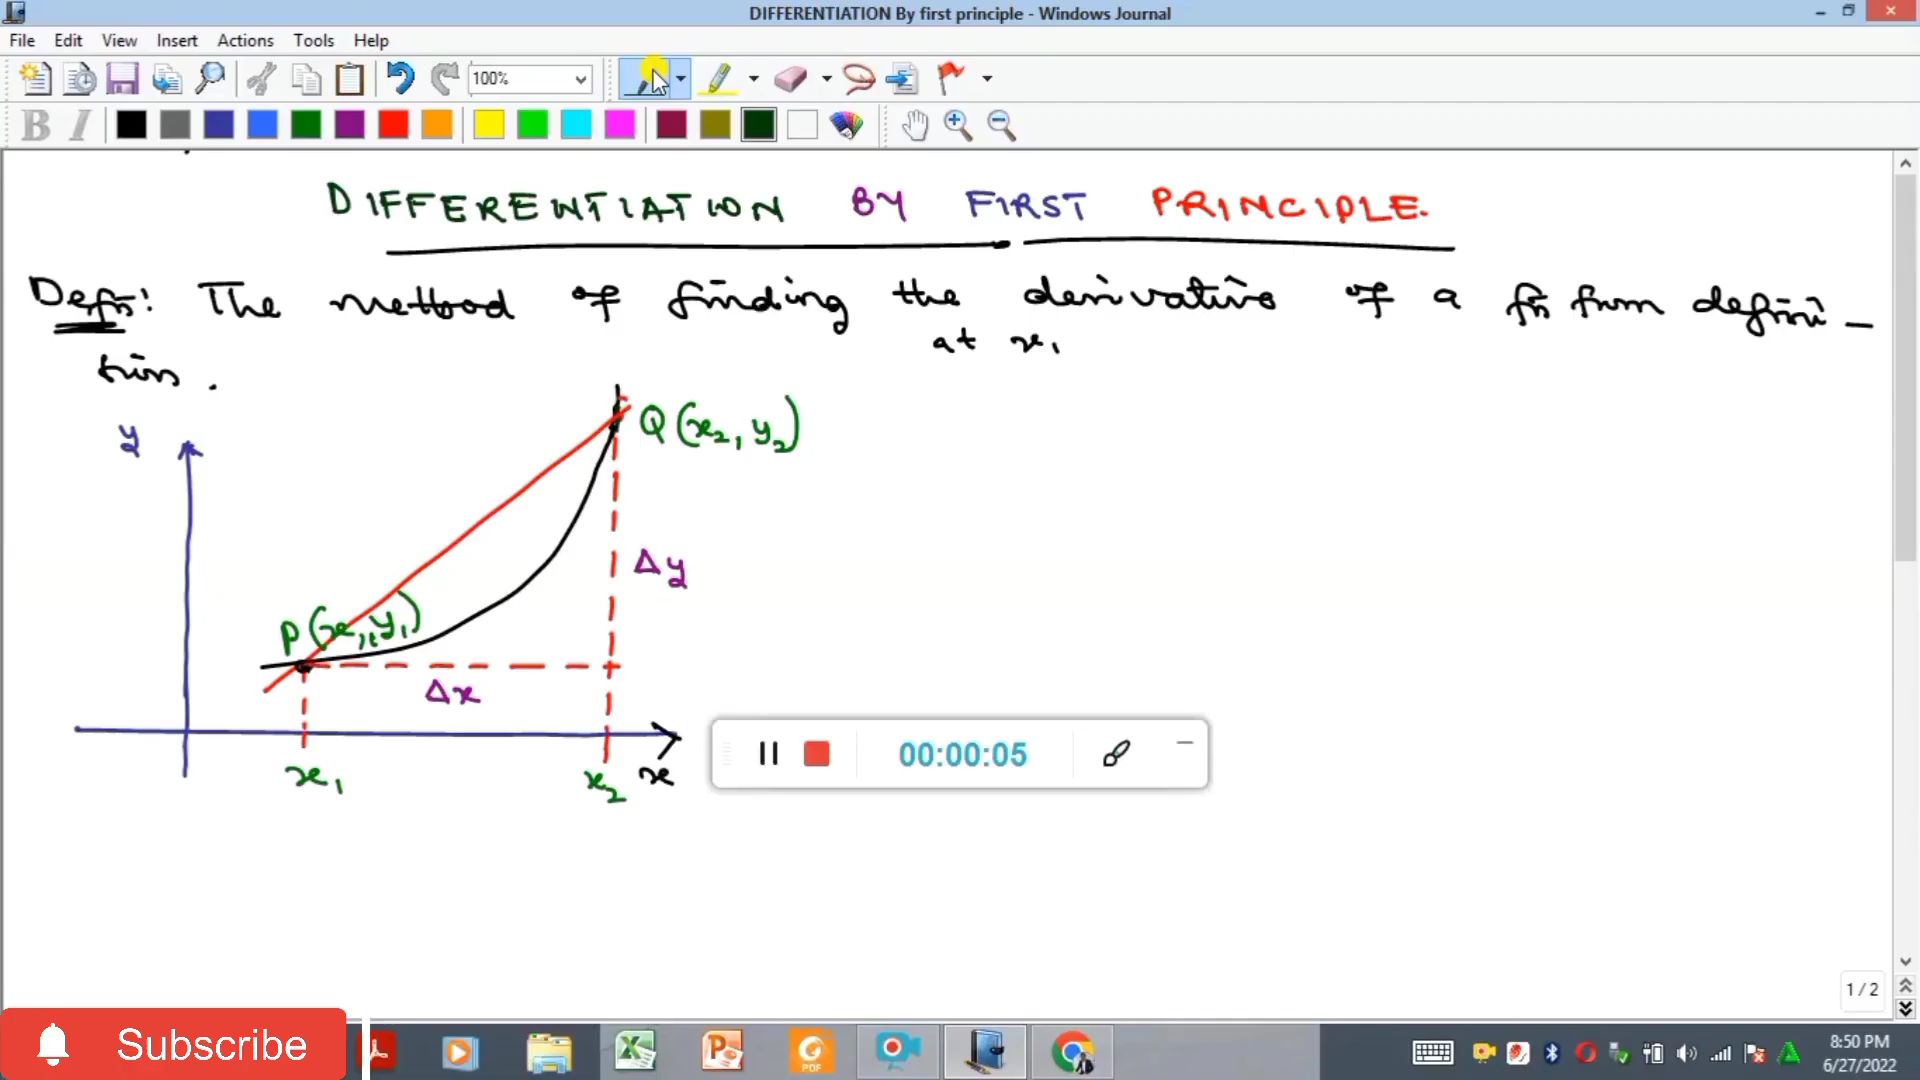 DIFFERENTIATION By first principle - Windows Journal
File Edit View Insert Actions Tools Help
100%
B I
DIFFERENTIATION BY FIRST PRINCIPLE.
Defn: The method of finding the derivative of a fn from defini-
at x₁
tion.
y
Q(x₂, y₂)
Δy
P(x₁, y₁)
Δx
x₁ x₂ x
00:00:05
1 / 2
Subscribe
PDF
8:50 PM
6/27/2022